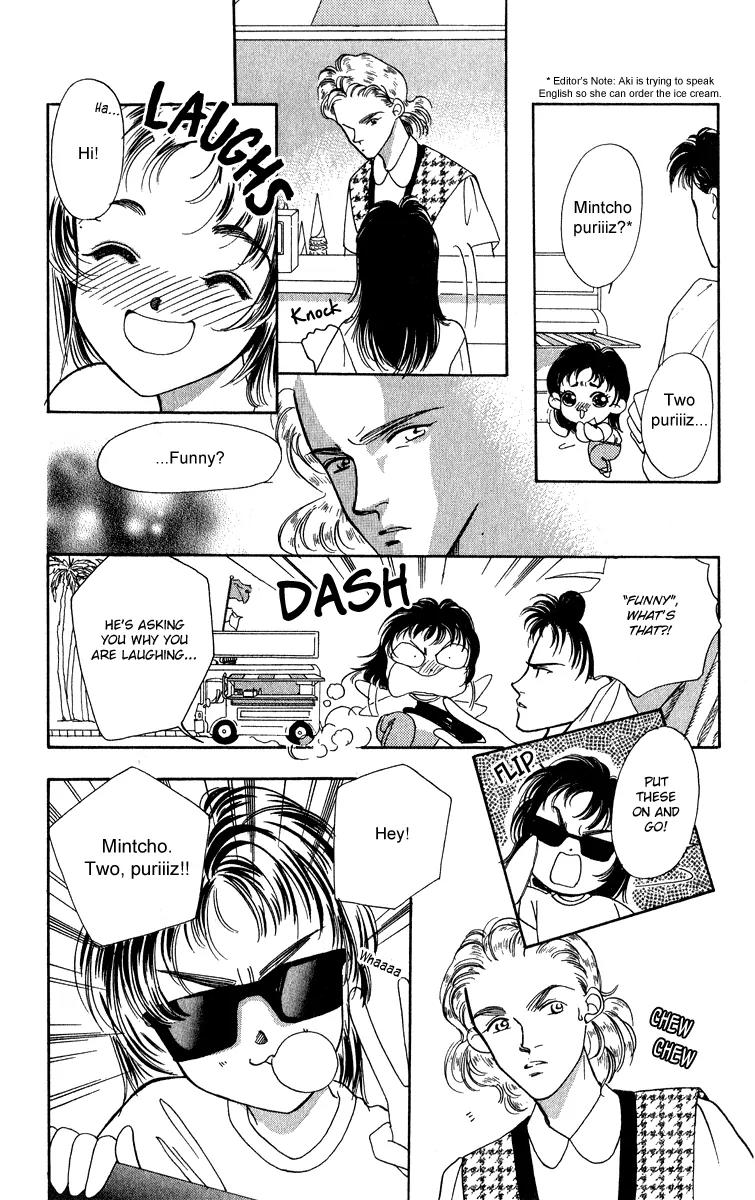 * Editor's Note: Aki is trying to speak
English so she can order the ice cream.
Mintcho
puriiiz?*
Two
puriiiz...
Knock
LAUGHS
Ha...
Hi!
...Funny?
"FUNNY",
WHAT'S
THAT?!
DASH
HE'S ASKING
YOU WHY YOU
ARE LAUGHING...
PUT
THESE
ON AND
GO!
FLIP
Hey!
Mintcho.
Two, puriiiz!!
Whaaaa
CHEW
CHEW